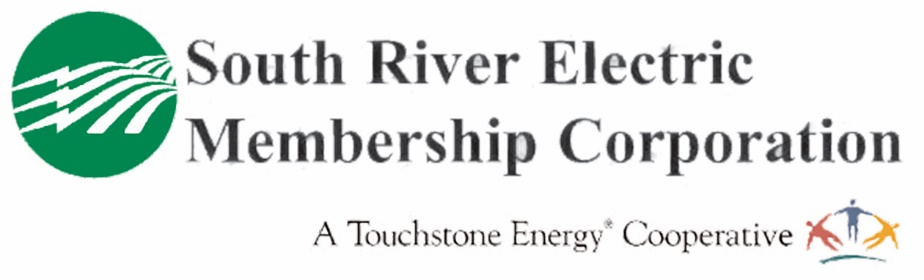 South River Electric
Membership Corporation
A Touchstone Energy® Cooperative